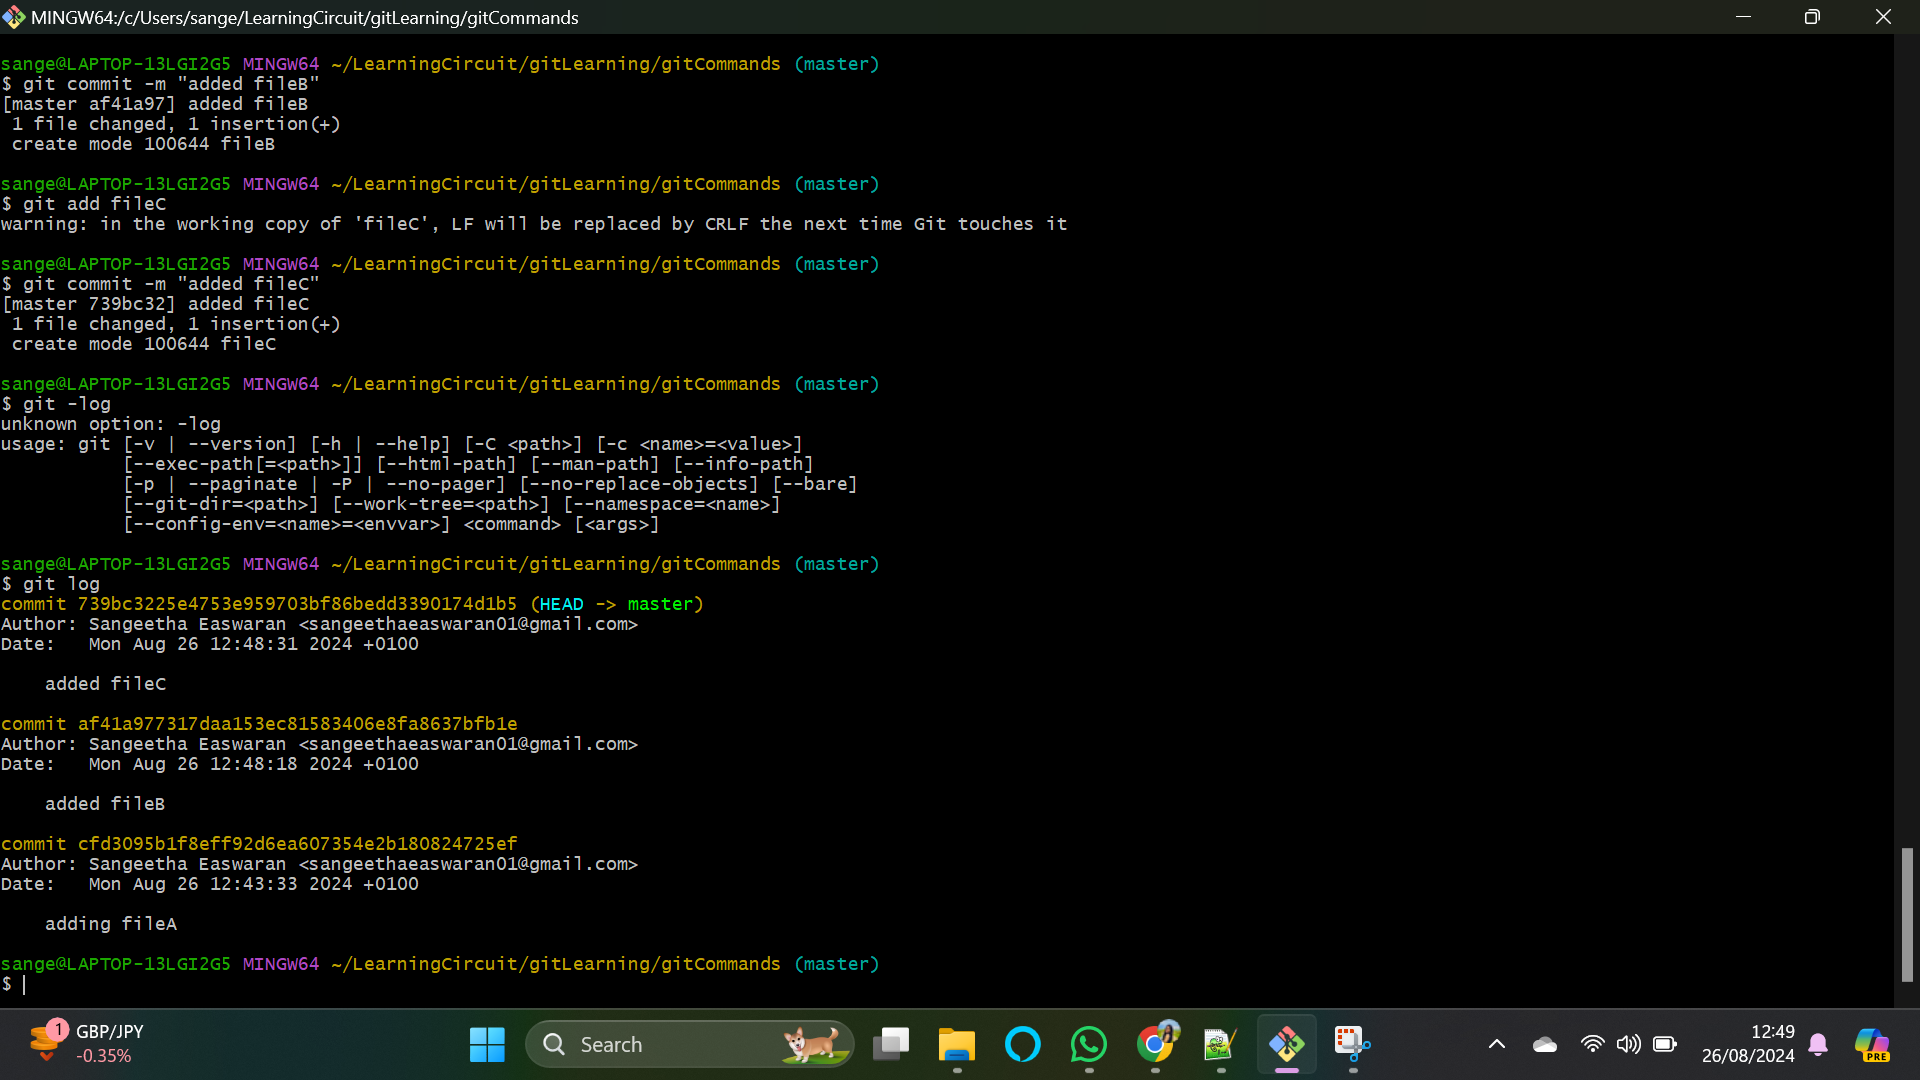 MINGW64:/c/Users/sange/LearningCircuit/gitLearning/gitCommands
sange@LAPTOP-13LGI2G5 MINGW64 ~/LearningCircuit/gitLearning/gitCommands (master)
$ git commit -m "added fileB"
[master af41a97] added fileB
 1 file changed, 1 insertion(+)
 create mode 100644 fileB
sange@LAPTOP-13LGI2G5 MINGW64 ~/LearningCircuit/gitLearning/gitCommands (master)
$ git add fileC
warning: in the working copy of 'fileC', LF will be replaced by CRLF the next time Git touches it
sange@LAPTOP-13LGI2G5 MINGW64 ~/LearningCircuit/gitLearning/gitCommands (master)
$ git commit -m "added fileC"
[master 739bc32] added fileC
 1 file changed, 1 insertion(+)
 create mode 100644 fileC
sange@LAPTOP-13LGI2G5 MINGW64 ~/LearningCircuit/gitLearning/gitCommands (master)
$ git -log
unknown option: -log
usage: git [-v | --version] [-h | --help] [-C <path>] [-c <name>=<value>]
           [--exec-path[=<path>]] [--html-path] [--man-path] [--info-path]
           [-p | --paginate | -P | --no-pager] [--no-replace-objects] [--bare]
           [--git-dir=<path>] [--work-tree=<path>] [--namespace=<name>]
           [--config-env=<name>=<envvar>] <command> [<args>]
sange@LAPTOP-13LGI2G5 MINGW64 ~/LearningCircuit/gitLearning/gitCommands (master)
$ git log
commit 739bc3225e4753e959703bf86bedd3390174d1b5 (HEAD -> master)
Author: Sangeetha Easwaran <sangeethaeaswaran01@gmail.com>
Date:   Mon Aug 26 12:48:31 2024 +0100
    added fileC
commit af41a977317daa153ec81583406e8fa8637bfb1e
Author: Sangeetha Easwaran <sangeethaeaswaran01@gmail.com>
Date:   Mon Aug 26 12:48:18 2024 +0100
    added fileB
commit cfd3095b1f8eff92d6ea607354e2b180824725ef
Author: Sangeetha Easwaran <sangeethaeaswaran01@gmail.com>
Date:   Mon Aug 26 12:43:33 2024 +0100
    adding fileA
sange@LAPTOP-13LGI2G5 MINGW64 ~/LearningCircuit/gitLearning/gitCommands (master)
$
1
GBP/JPY
-0.35%
Search
12:49
26/08/2024
PRE